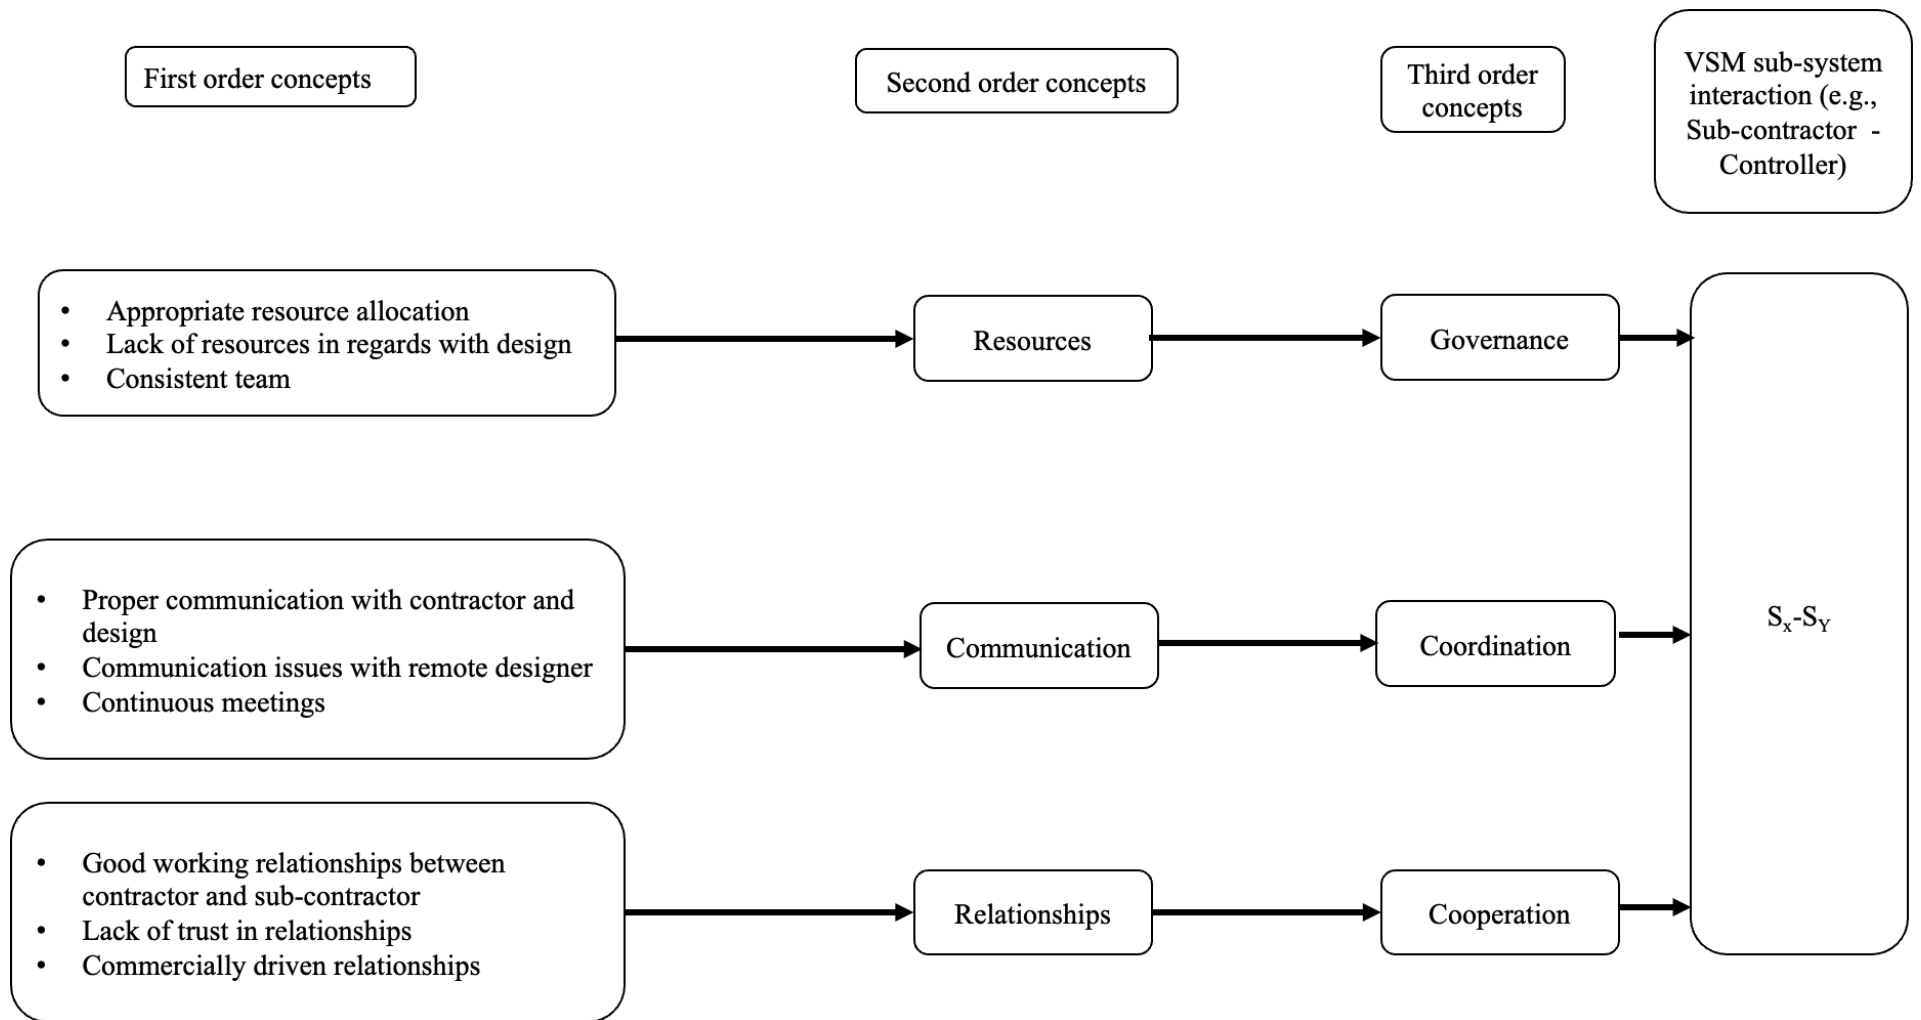 First order concepts
Second order concepts
Third order
concepts
VSM sub-system
interaction (e.g.,
Sub-contractor -
Controller)
• Appropriate resource allocation
• Lack of resources in regards with design
• Consistent team
Resources
Governance
• Proper communication with contractor and
design
• Communication issues with remote designer
• Continuous meetings
Communication
Coordination
Sx-SY
• Good working relationships between
contractor and sub-contractor
• Lack of trust in relationships
• Commercially driven relationships
Relationships
Cooperation